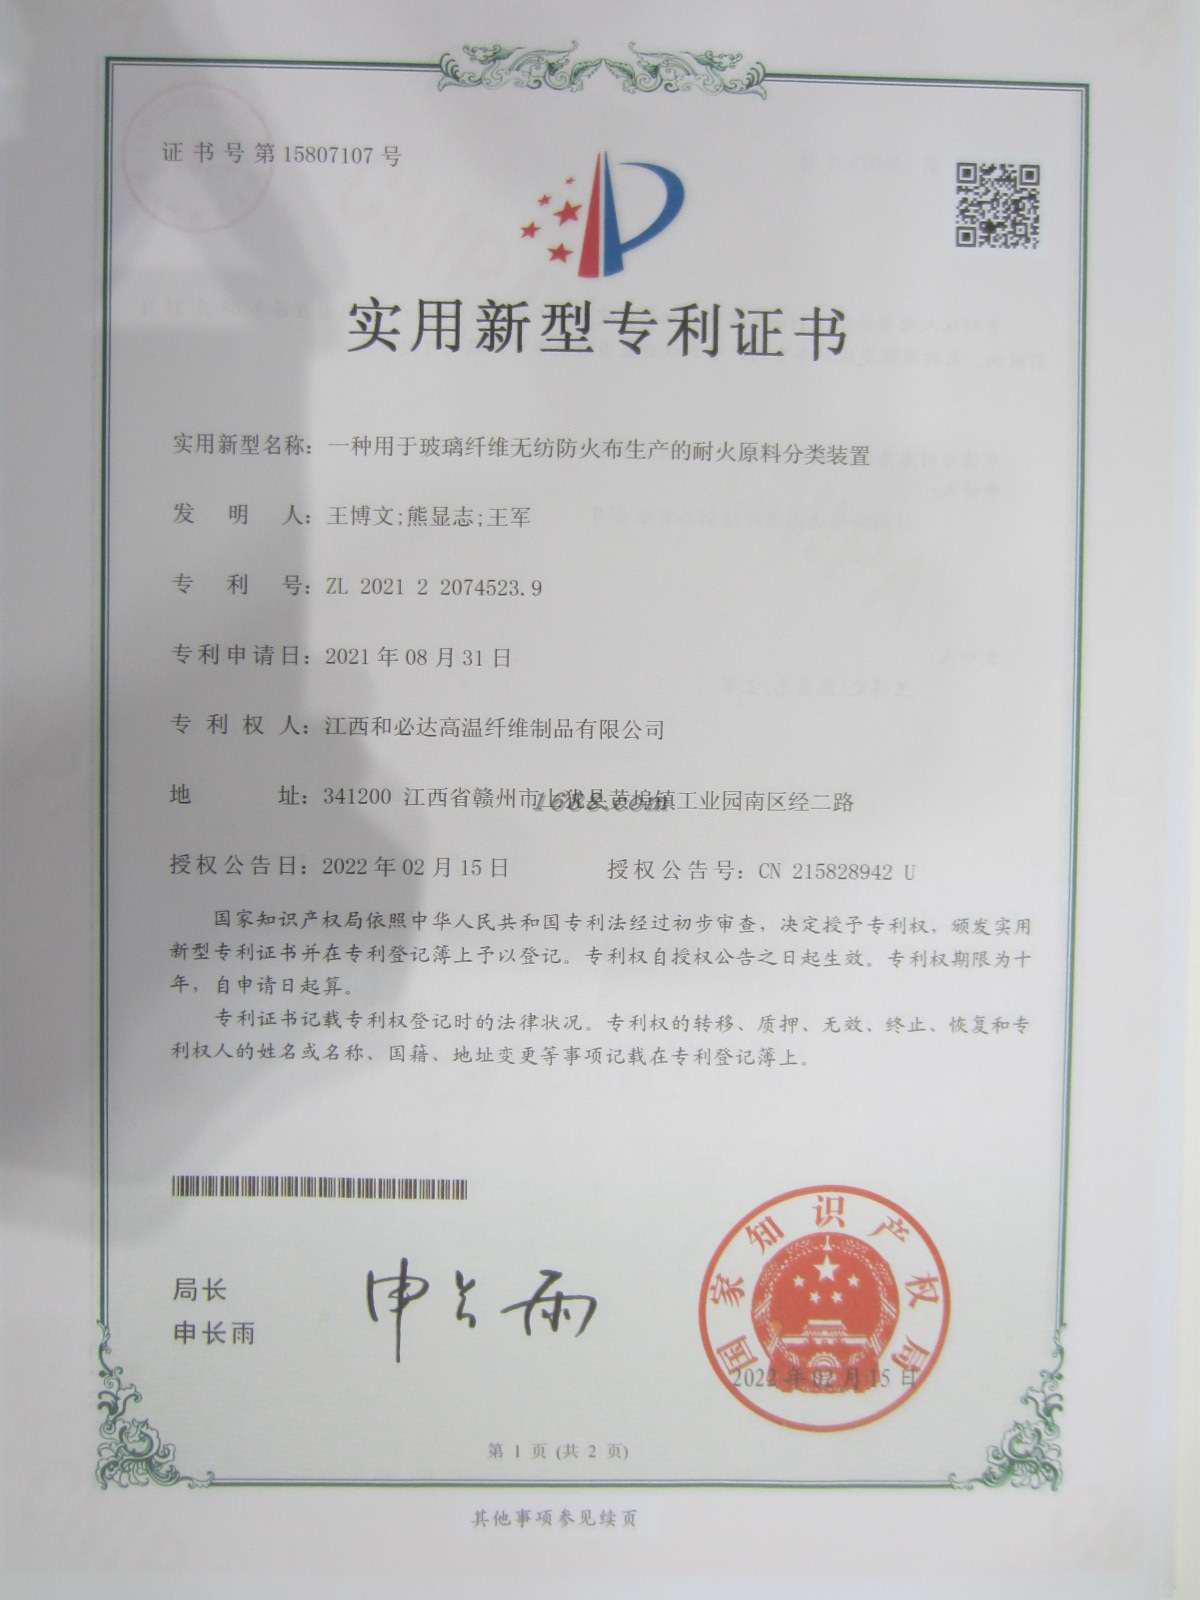 证书号第15807107号
实用新型专利证书
实用新型名称：一种用于玻璃纤维无纺防火布生产的耐火原料分类装置
发明人：王博文;熊显志;王军
专利号：ZL 2021 2 2074523.9
专利申请日：2021年08月31日
专利权人：江西和必达高温纤维制品有限公司
地址：341200 江西省赣州市上犹县黄埠镇工业园南区经二路
1688.com
授权公告日：2022年02月15日 授权公告号：CN 215828942 U
国家知识产权局依照中华人民共和国专利法经过初步审查，决定授予专利权，颁发实用
新型专利证书并在专利登记簿上予以登记。专利权自授权公告之日起生效。专利权期限为十
年，自申请日起算。
专利证书记载专利权登记时的法律状况。专利权的转移、质押、无效、终止、恢复和专
利权人的姓名或名称、国籍、地址变更等事项记载在专利登记簿上。
局长
申长雨
申长雨
国家知识产权局
2022年02月15日
第 1 页 (共 2 页)
其他事项参见续页